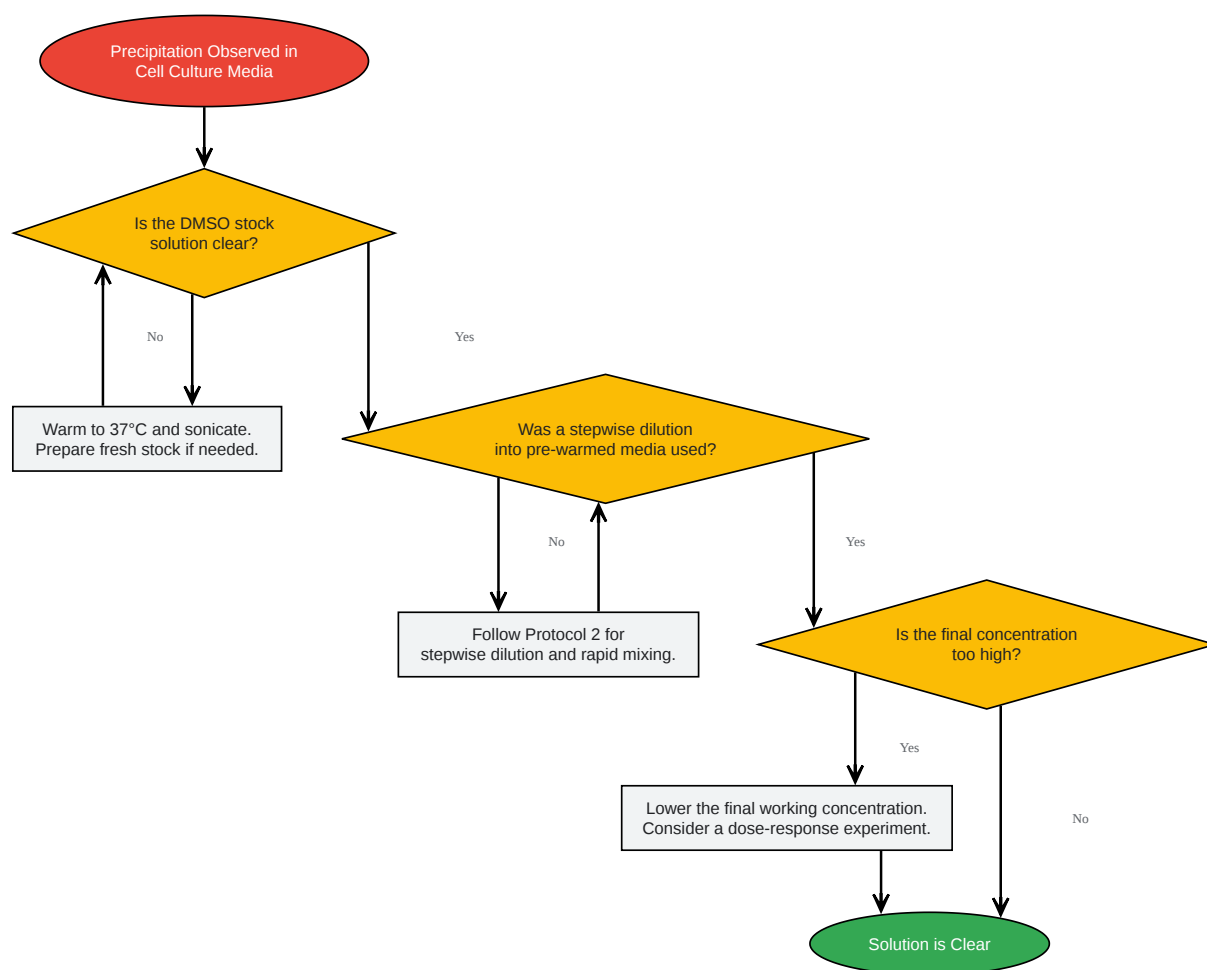 Precipitation Observed in
Cell Culture Media
Is the DMSO stock
solution clear?
No
Yes
Warm to 37°C and sonicate.
Prepare fresh stock if needed.
Was a stepwise dilution
into pre-warmed media used?
No
Yes
Follow Protocol 2 for
stepwise dilution and rapid mixing.
Is the final concentration
too high?
Yes
Lower the final working concentration.
Consider a dose-response experiment.
No
Solution is Clear